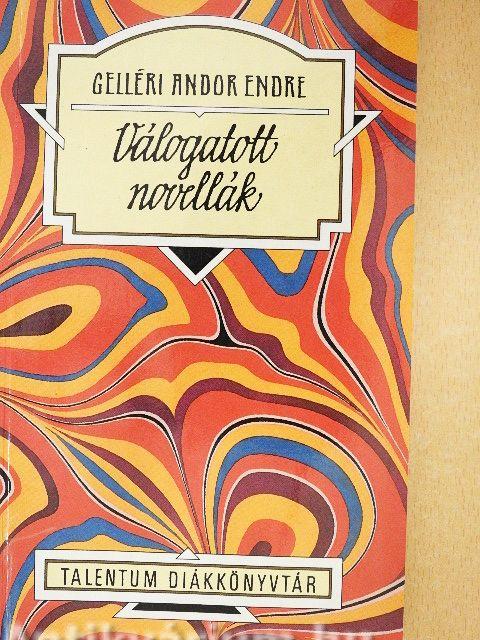 GELLÉRI ANDOR ENDRE
Válogatott
novellák
TALENTUM DIÁKKÖNYVTÁR